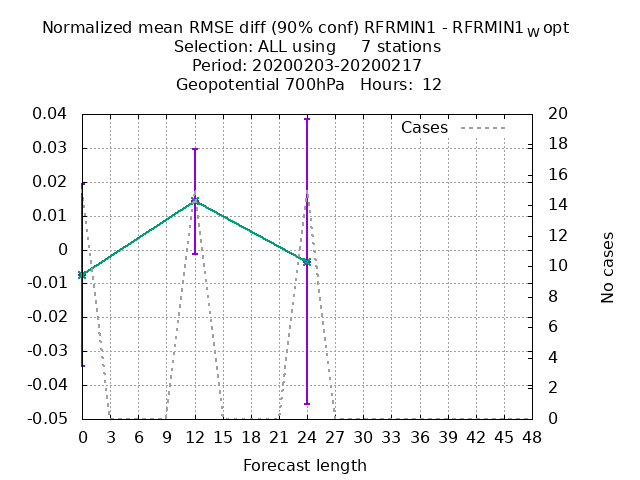 Normalized mean RMSE diff (90% conf) RFRMIN1 - RFRMIN1W opt
Selection: ALL using 7 stations
Period: 20200203-20200217
Geopotential 700hPa Hours: 12
Cases
0.04
0.03
0.02
0.01
0
-0.01
-0.02
-0.03
-0.04
-0.05
20
18
16
14
12
10
8
6
4
2
0
No cases
0 3 6 9 12 15 18 21 24 27 30 33 36 39 42 45 48
Forecast length